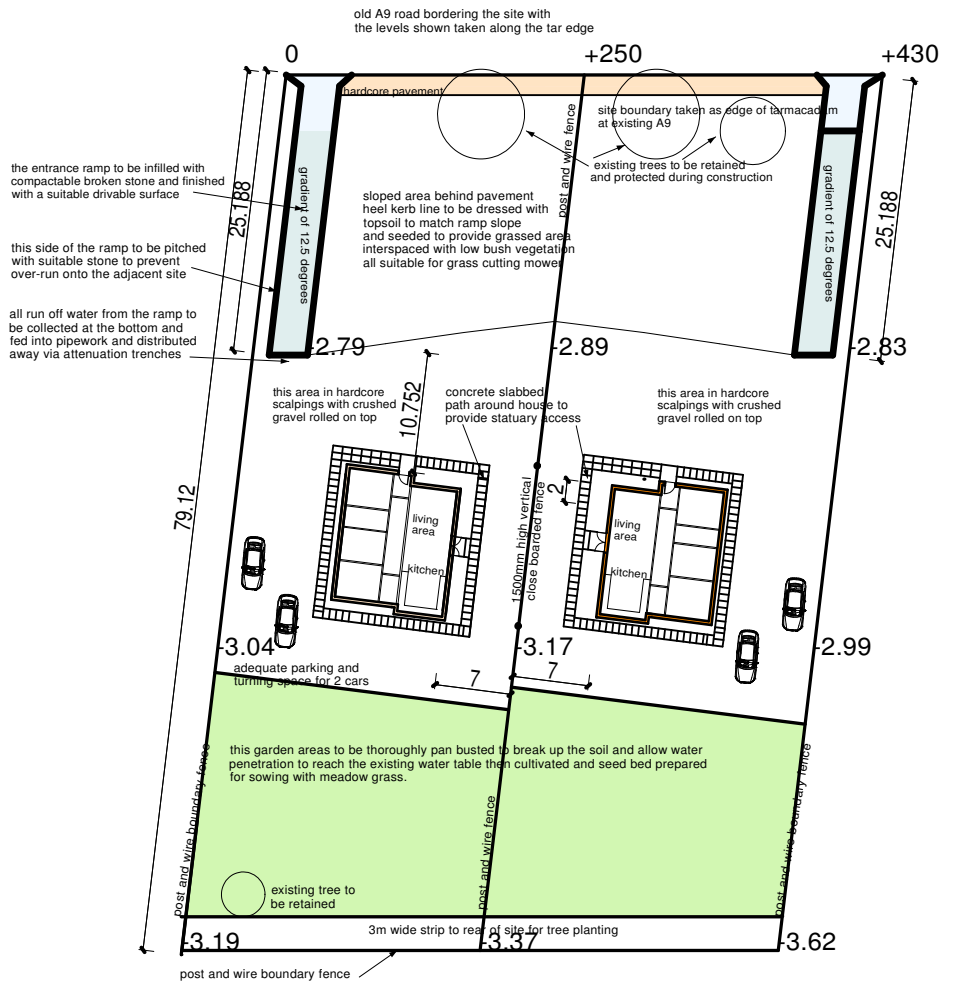 old A9 road bordering the site with
the levels shown taken along the tar edge
0
+250
+430
hardcore pavement
site boundary taken as edge of tarmacadam
at existing A9
existing trees to be retained
and protected during construction
post and wire fence
the entrance ramp to be infilled with
compactable broken stone and finished
with a suitable drivable surface
gradient of 12.5 degrees
gradient of 12.5 degrees
25.188
25.188
sloped area behind pavement
heel kerb line to be dressed with
topsoil to match ramp slope
and seeded to provide grassed area
interspaced with low bush vegetation
all suitable for grass cutting mower
this side of the ramp to be pitched
with suitable stone to prevent
over-run onto the adjacent site
all run off water from the ramp to
be collected at the bottom and
fed into pipework and distributed
away via attenuation trenches
-2.79
-2.89
-2.83
this area in hardcore
scalpings with crushed
gravel rolled on top
10.752
concrete slabbed
path around house to
provide statuary access
this area in hardcore
scalpings with crushed
gravel rolled on top
79.12
living
area
kitchen
1500mm high vertical
close boarded fence
2
living
area
kitchen
-3.04
-3.17
-2.99
adequate parking and
turning space for 2 cars
7
7
this garden areas to be thoroughly pan busted to break up the soil and allow water
penetration to reach the existing water table then cultivated and seed bed prepared
for sowing with meadow grass.
post and wire boundary fence
post and wire fence
post and wire boundary fence
existing tree to
be retained
3m wide strip to rear of site for tree planting
-3.19
-3.37
-3.62
post and wire boundary fence